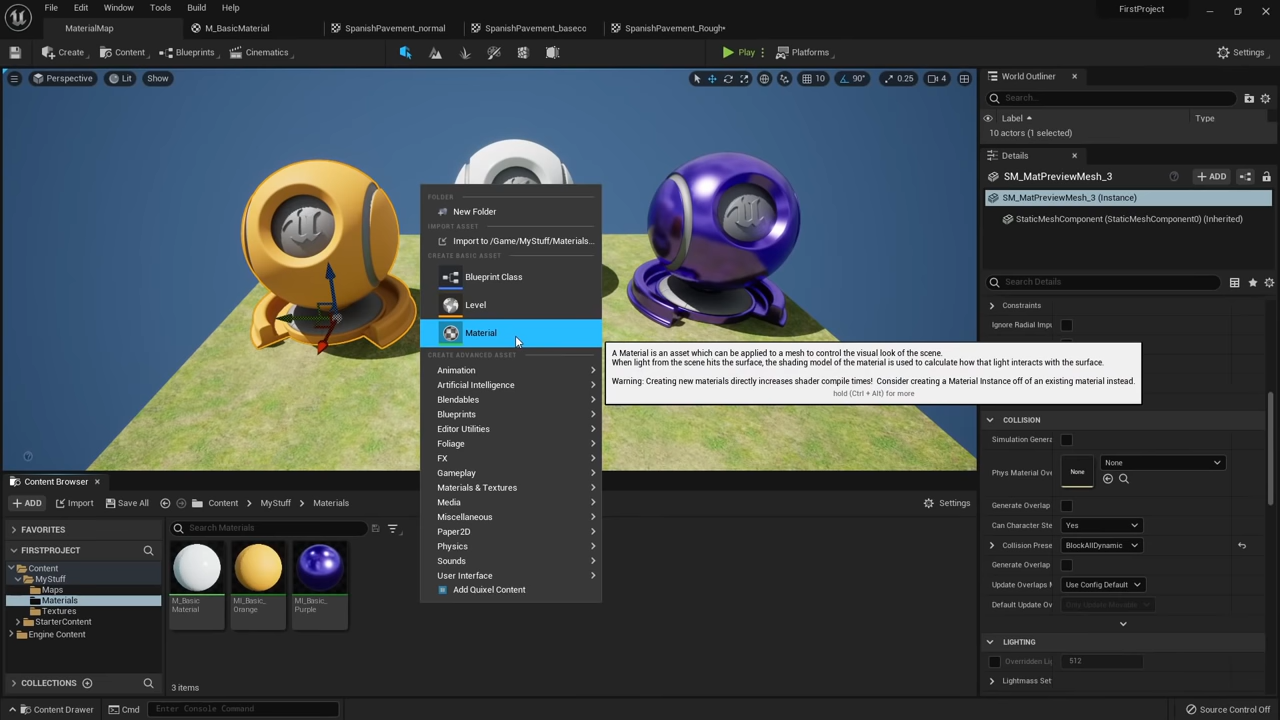 File Edit Window Tools Build Help
FirstProject
MaterialMap
M_BasicMaterial
SpanishPavement_normal
SpanishPavement_basecc
SpanishPavement_Rough*
Create
Content
Blueprints
Cinematics
Play
Platforms
Settings
Perspective
Lit
Show
10
90°
0.25
4
World Outliner
Search...
Label
Type
10 actors (1 selected)
Details
SM_MatPreviewMesh_3
ADD
SM_MatPreviewMesh_3 (Instance)
StaticMeshComponent (StaticMeshComponent0) (Inherited)
Search Details
Constraints
Ignore Radial Impu
COLLISION
Simulation Genera
Phys Material Ove
None
None
Generate Overlap
Can Character Ste
Yes
Collision Prese
BlockAllDynamic
Generate Overlap
Update Overlaps M
Use Config Default
Default Update Ov
Only Update Movable
LIGHTING
Overridden Lig
512
Lightmass Set
FOLDER
New Folder
IMPORT ASSET
Import to /Game/MyStuff/Materials...
CREATE BASIC ASSET
Blueprint Class
Level
Material
CREATE ADVANCED ASSET
Animation
Artificial Intelligence
Blendables
Blueprints
Editor Utilities
Foliage
FX
Gameplay
Materials & Textures
Media
Miscellaneous
Paper2D
Physics
Sounds
User Interface
Add Quixel Content
A Material is an asset which can be applied to a mesh to control the visual look of the scene.
When light from the scene hits the surface, the shading model of the material is used to calculate how that light interacts with the surface.
Warning: Creating new materials directly increases shader compile times! Consider creating a Material Instance off of an existing material instead.
hold (Ctrl + Alt) for more
Content Browser
ADD
Import
Save All
Content
MyStuff
Materials
Settings
FAVORITES
FIRSTPROJECT
Content
MyStuff
Maps
Materials
Textures
StarterContent
Engine Content
COLLECTIONS
Search Materials
M_Basic
Material
MI_Basic_
Orange
MI_Basic_
Purple
3 items
Content Drawer
Cmd
Enter Console Command
Source Control Off